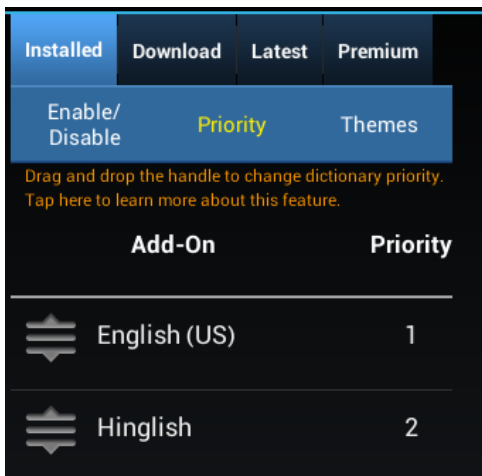 Installed Download Latest Premium
Enable/
Disable Priority Themes
Drag and drop the handle to change dictionary priority.
Tap here to learn more about this feature.
Add-On Priority
English (US) 1
Hinglish 2